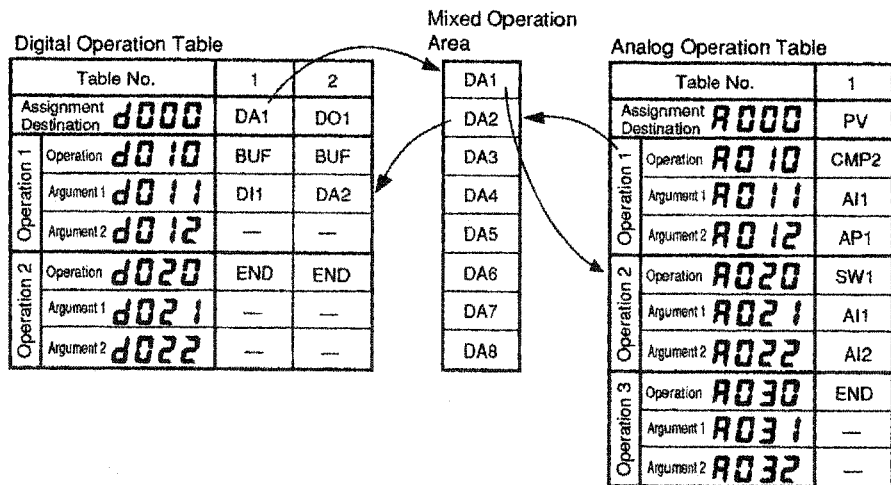 Digital Operation Table
Table No. 1 2
Assignment Destination d000 DA1 DO1
Operation 1
Operation d010 BUF BUF
Argument 1 d011 DI1 DA2
Argument 2 d012 — —
Operation 2
Operation d020 END END
Argument 1 d021 — —
Argument 2 d022 — —
Mixed Operation
Area
DA1
DA2
DA3
DA4
DA5
DA6
DA7
DA8
Analog Operation Table
Table No. 1
Assignment Destination A000 PV
Operation 1
Operation A010 CMP2
Argument 1 A011 AI1
Argument 2 A012 AP1
Operation 2
Operation A020 SW1
Argument 1 A021 AI1
Argument 2 A022 AI2
Operation 3
Operation A030 END
Argument 1 A031 —
Argument 2 A032 —